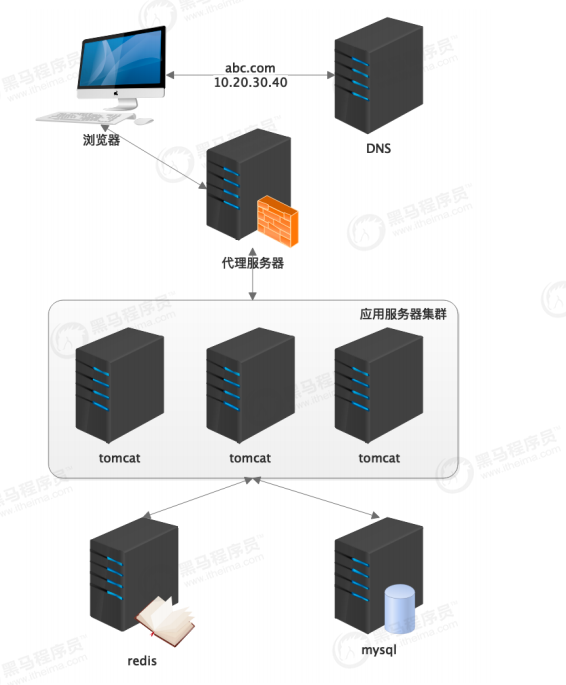 abc.com
10.20.30.40
浏览器
DNS
代理服务器
应用服务器集群
tomcat
tomcat
tomcat
redis
mysql
黑马程序员
www.itheima.com